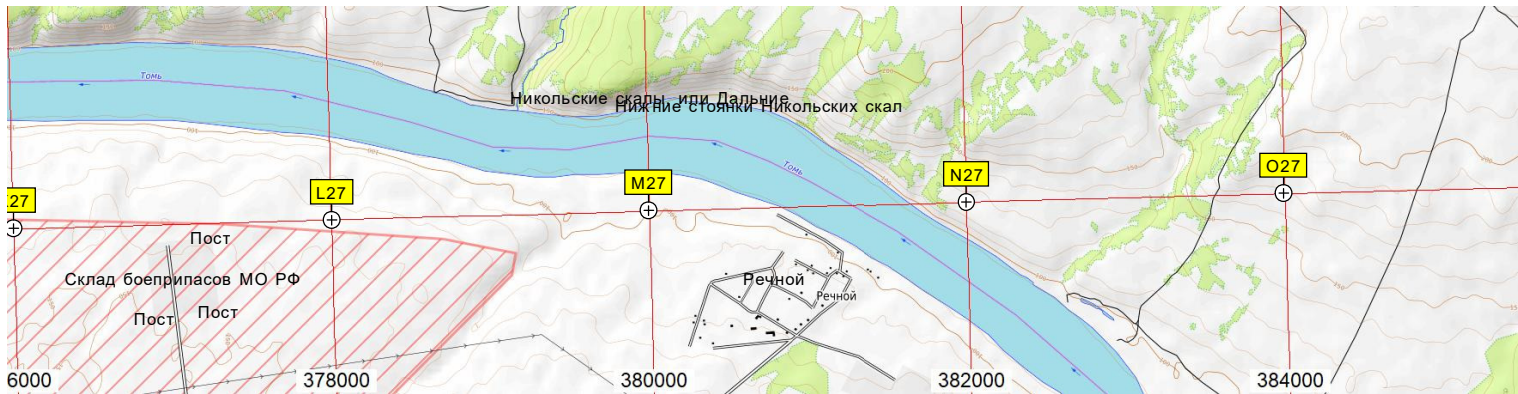 Томь
Никольские скалы или Дальние
Нижние стоянки Никольских скал
Томь
O27
N27
M27
L27
27
Пост
Склад боеприпасов МО РФ
Пост
Пост
Речной
Речной
6000
378000
380000
382000
384000